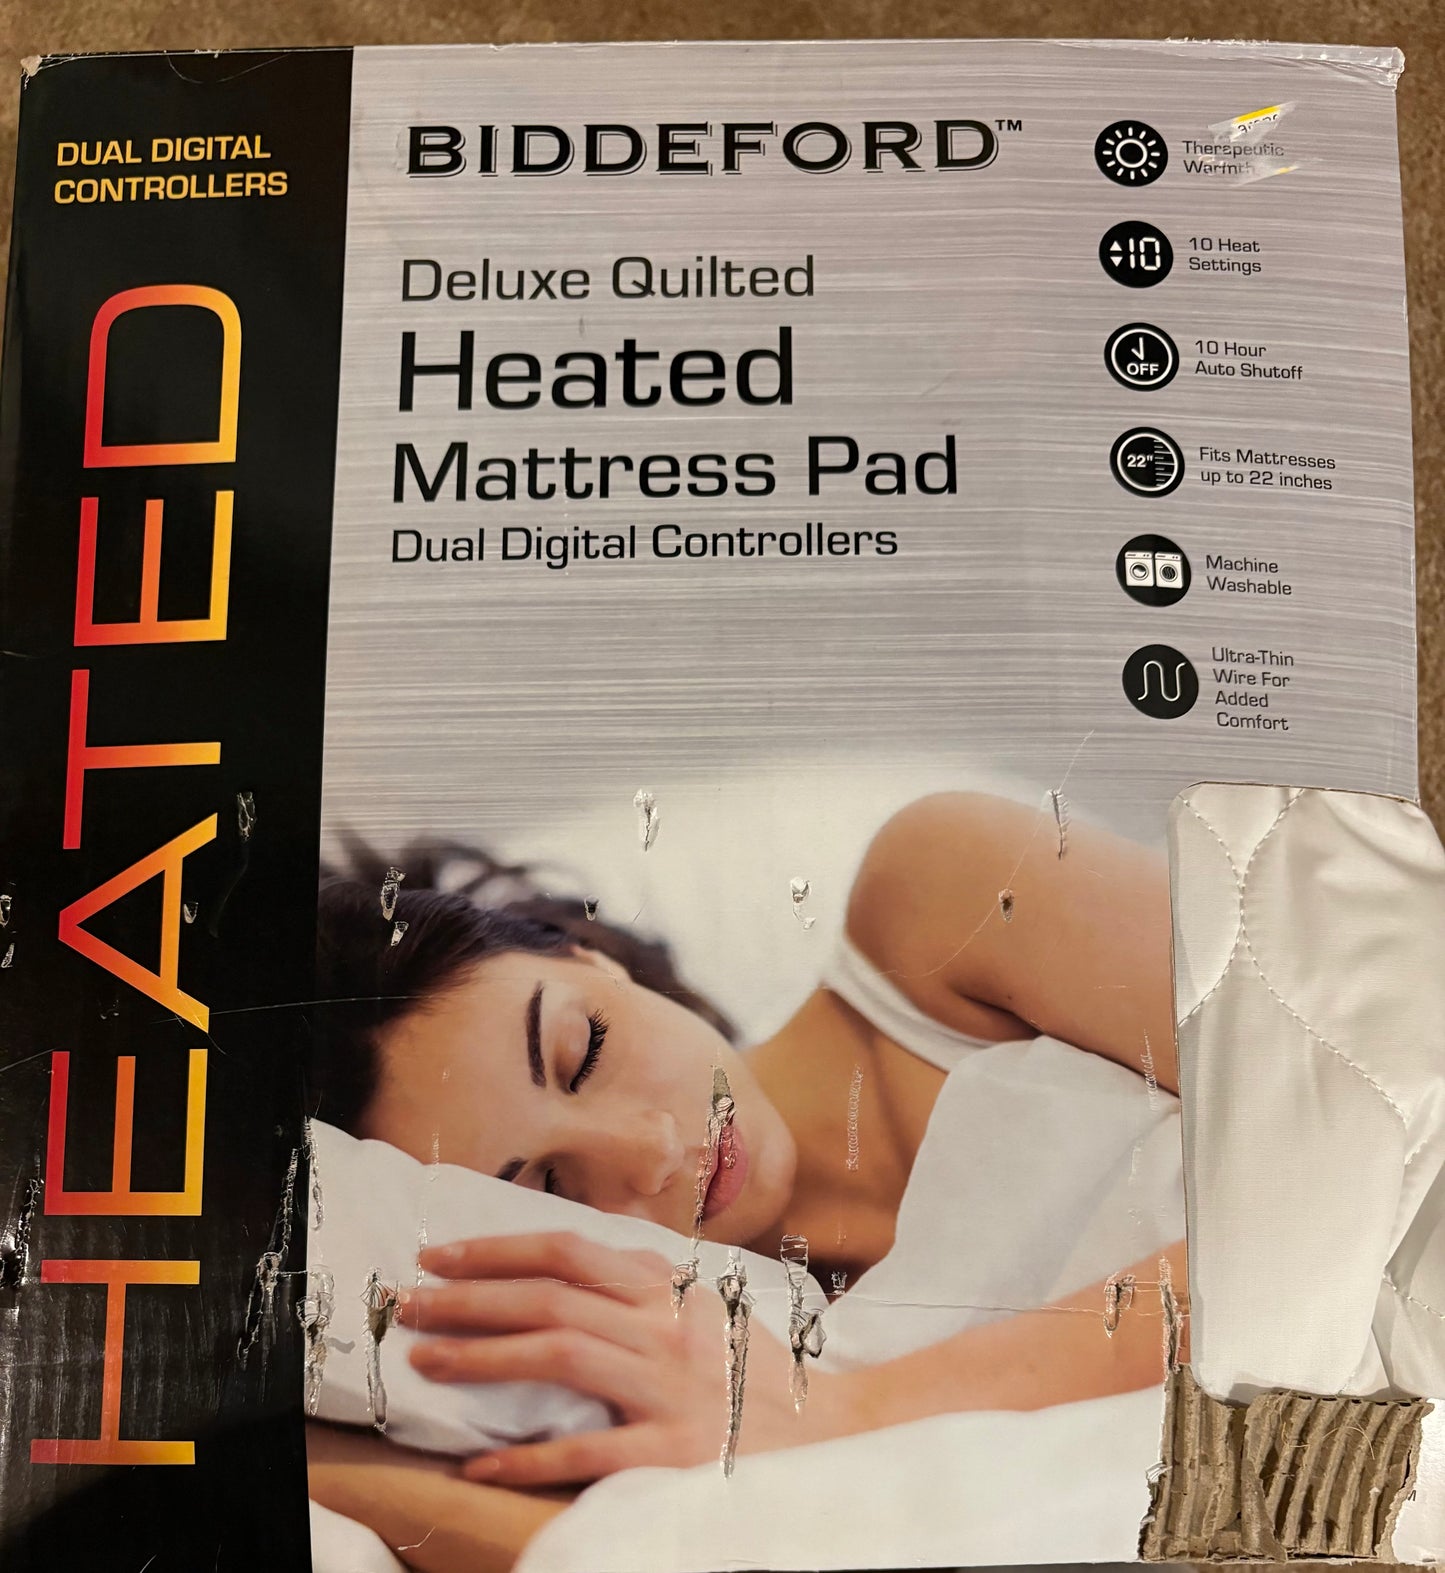 DUAL DIGITAL
CONTROLLERS
HEATED
BIDDEFORD™
Deluxe Quilted
Heated
Mattress Pad
Dual Digital Controllers
Therapeutic
Warmth
10
10 Heat
Settings
OFF
10 Hour
Auto Shutoff
22"
Fits Mattresses
up to 22 inches
Machine
Washable
Ultra-Thin
Wire For
Added
Comfort